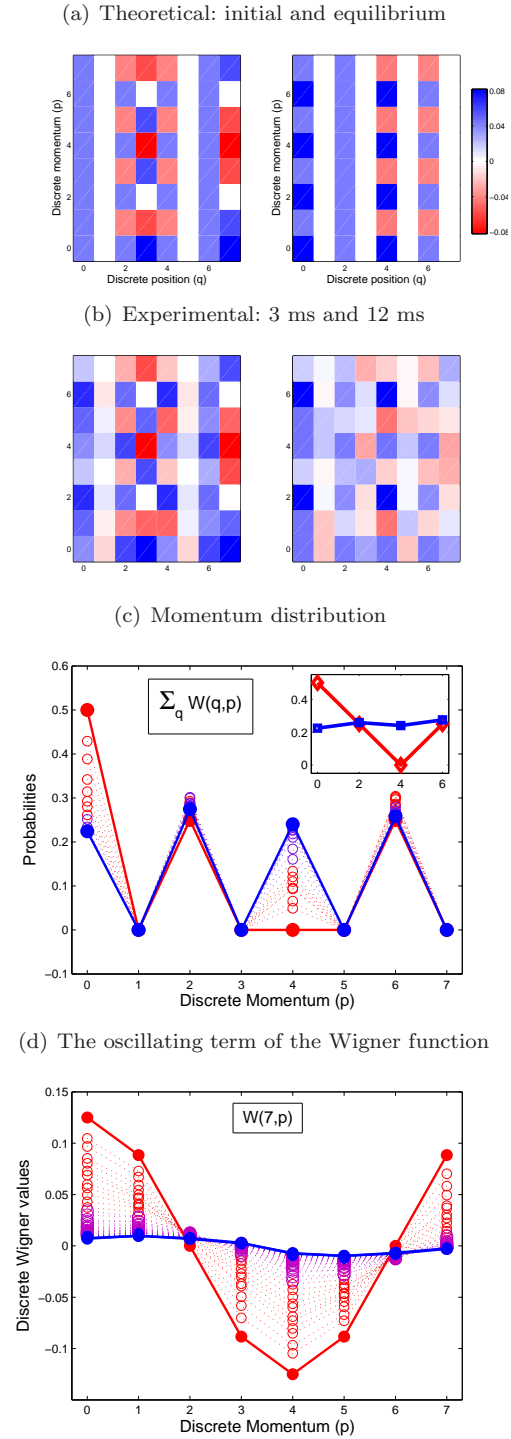 (a) Theoretical: initial and equilibrium
Discrete momentum (p)
6
4
2
0
0 2 4 6
Discrete position (q)
0 2 4 6
Discrete position (q)
Discrete momentum (p)
6
4
2
0
0.08
0.04
0
−0.04
−0.08
(b) Experimental: 3 ms and 12 ms
6
4
2
0
0 2 4 6
6
4
2
0
0 2 4 6
(c) Momentum distribution
Probabilities
0.6
0.5
0.4
0.3
0.2
0.1
0
−0.1
Σq W(q,p)
0.4
0.2
0
0 2 4 6
0 1 2 3 4 5 6 7
Discrete Momentum (p)
(d) The oscillating term of the Wigner function
Discrete Wigner values
0.15
0.1
0.05
0
−0.05
−0.1
W(7,p)
0 1 2 3 4 5 6 7
Discrete Momentum (p)